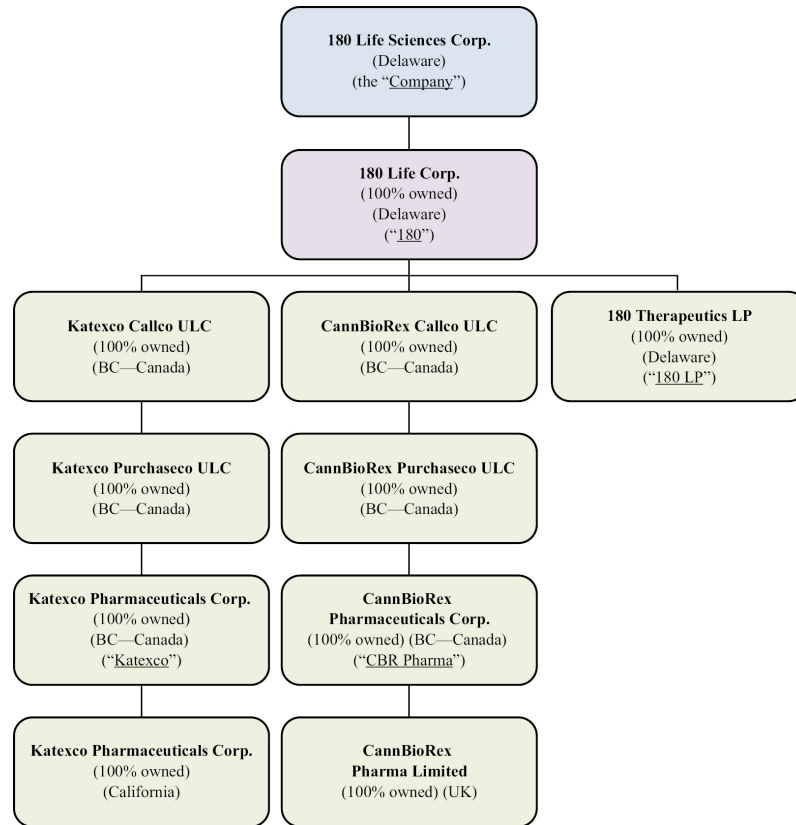 180 Life Sciences Corp.
(Delaware)
(the “Company”)
180 Life Corp.
(100% owned)
(Delaware)
(“180”)
Katexco Callco ULC
(100% owned)
(BC—Canada)
CannBioRex Callco ULC
(100% owned)
(BC—Canada)
180 Therapeutics LP
(100% owned)
(Delaware)
(“180 LP”)
Katexco Purchaseco ULC
(100% owned)
(BC—Canada)
CannBioRex Purchaseco ULC
(100% owned)
(BC—Canada)
Katexco Pharmaceuticals Corp.
(100% owned)
(BC—Canada)
(“Katexco”)
CannBioRex
Pharmaceuticals Corp.
(100% owned) (BC—Canada)
(“CBR Pharma”)
Katexco Pharmaceuticals Corp.
(100% owned)
(California)
CannBioRex
Pharma Limited
(100% owned) (UK)